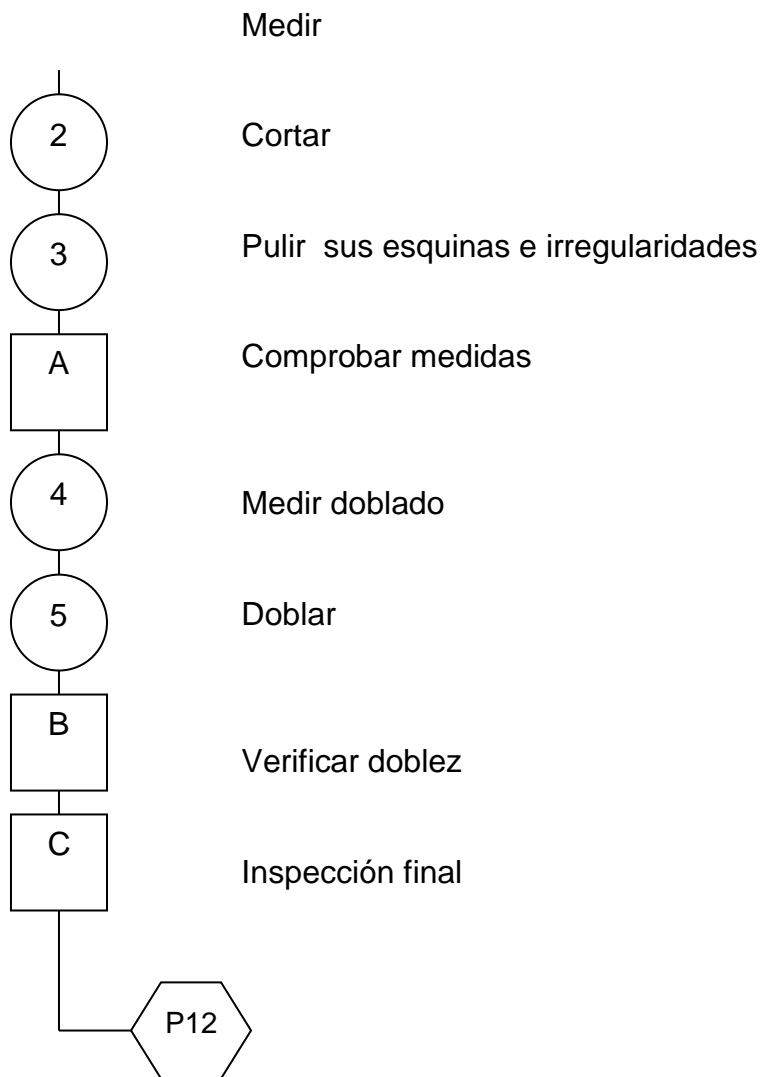 Medir
2 Cortar
3 Pulir sus esquinas e irregularidades
A Comprobar medidas
4 Medir doblado
5 Doblar
B Verificar doblez
C Inspección final
P12